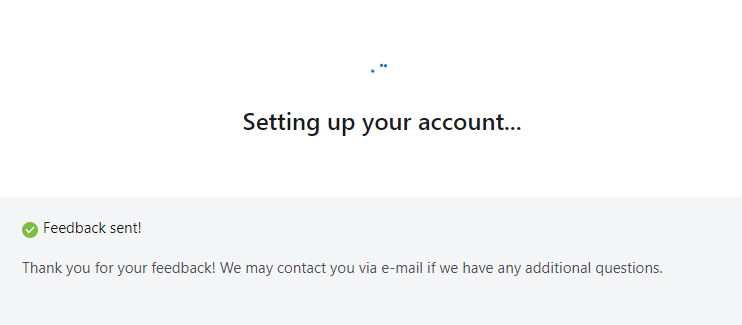 Setting up your account...
Feedback sent!
Thank you for your feedback! We may contact you via e-mail if we have any additional questions.